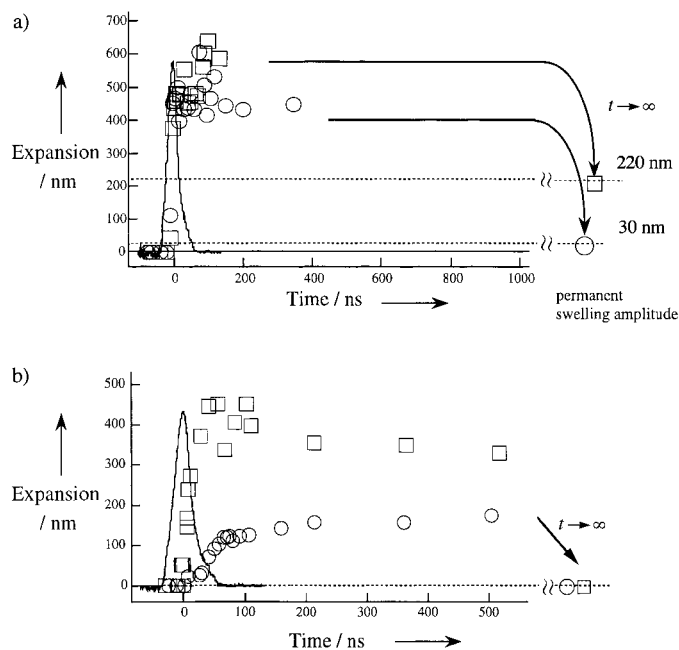 a)
700
600
500
400
300
200
100
0
Expansion
/ nm
t → ∞
220 nm
30 nm
0 200 400 600 800 1000
Time / ns
permanent
swelling amplitude
b)
500
400
300
200
100
0
Expansion
/ nm
t → ∞
0 100 200 300 400 500
Time / ns